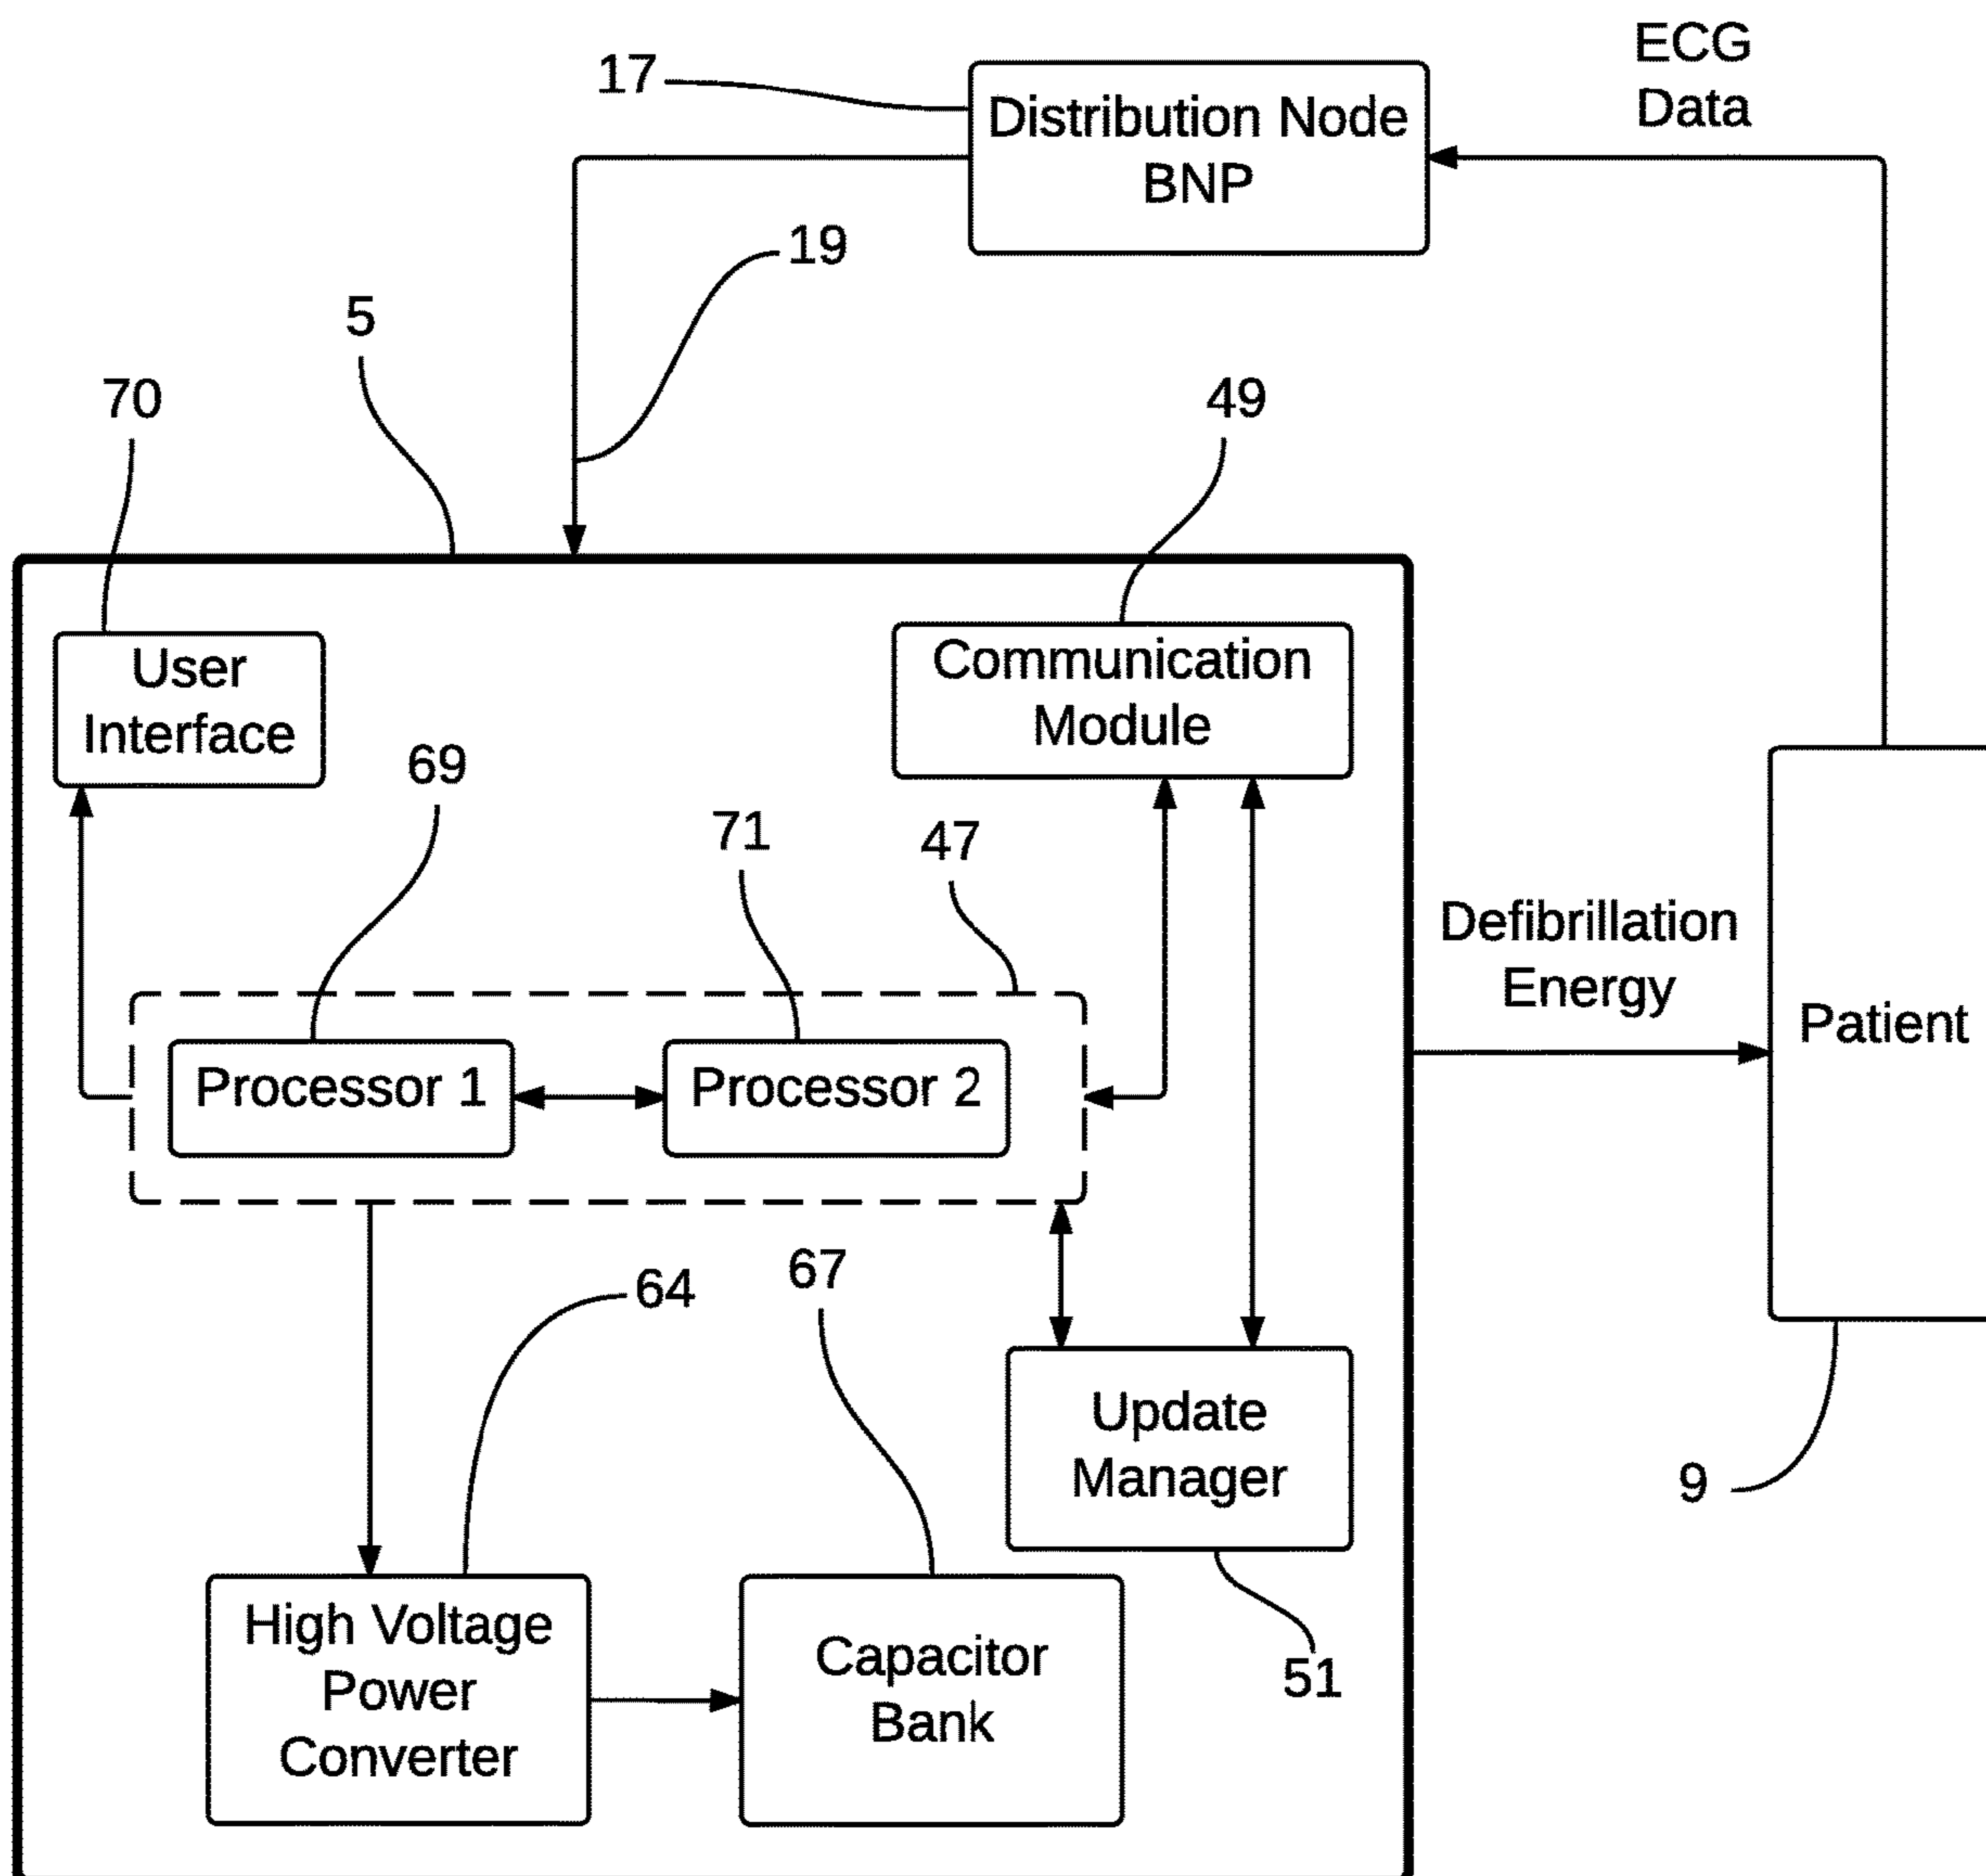 ECG
Data
17
Distribution Node
BNP
19
5
70
49
User
Interface
Communication
Module
69
71
47
Defibrillation
Energy
Patient
Processor 1
Processor 2
64
67
Update
Manager
9
High Voltage
Power
Converter
Capacitor
Bank
51